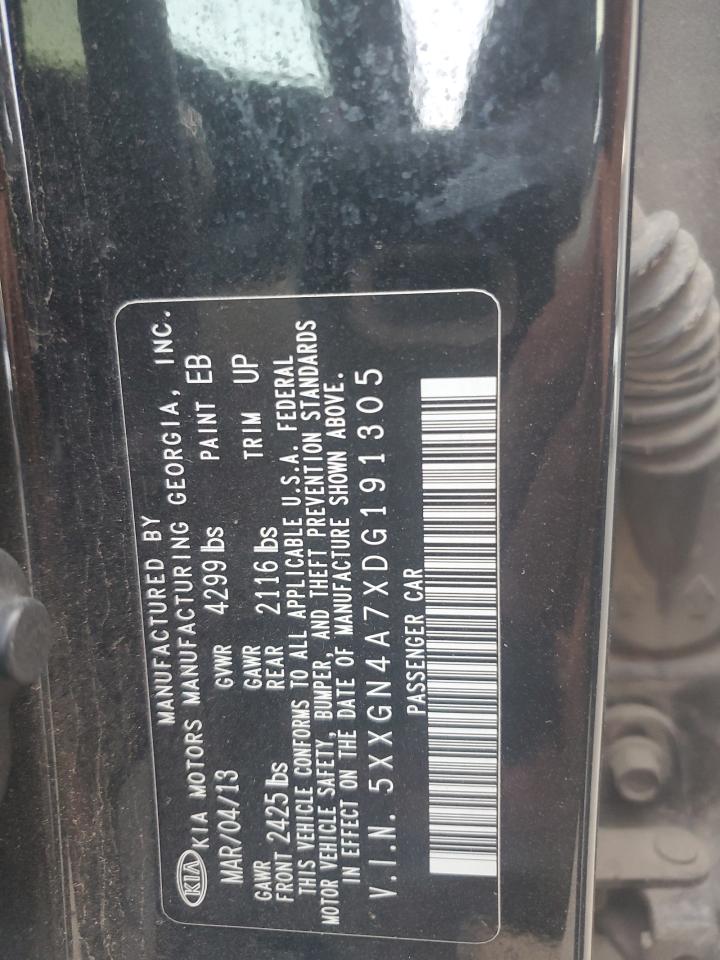 MANUFACTURED BY
KIA KIA MOTORS MANUFACTURING GEORGIA, INC.
MAR/04/13 GVWR 4299 lbs PAINT EB
GAWR FRONT 2425 lbs GAWR REAR 2116 lbs TRIM UP
THIS VEHICLE CONFORMS TO ALL APPLICABLE U.S.A. FEDERAL
MOTOR VEHICLE SAFETY, BUMPER, AND THEFT PREVENTION STANDARDS
IN EFFECT ON THE DATE OF MANUFACTURE SHOWN ABOVE.
V.I.N. 5XXGN4A7XDG191305
PASSENGER CAR